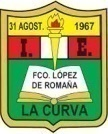 31 AGOST. 1967
I. E.
FCO. LÓPEZ
DE ROMAÑA
LA CURVA